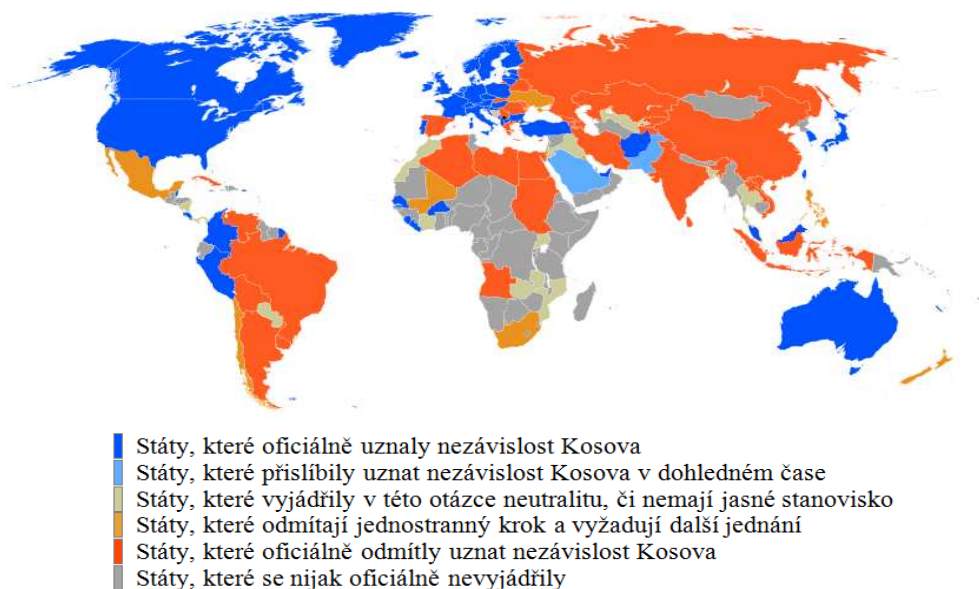 Státy, které oficiálně uznaly nezávislost Kosova
Státy, které přislíbily uznat nezávislost Kosova v dohledném čase
Státy, které vyjádřily v této otázce neutralitu, či nemají jasné stanovisko
Státy, které odmítají jednostranný krok a vyžadují další jednání
Státy, které oficiálně odmítly uznat nezávislost Kosova
Státy, které se nijak oficiálně nevyjádřily